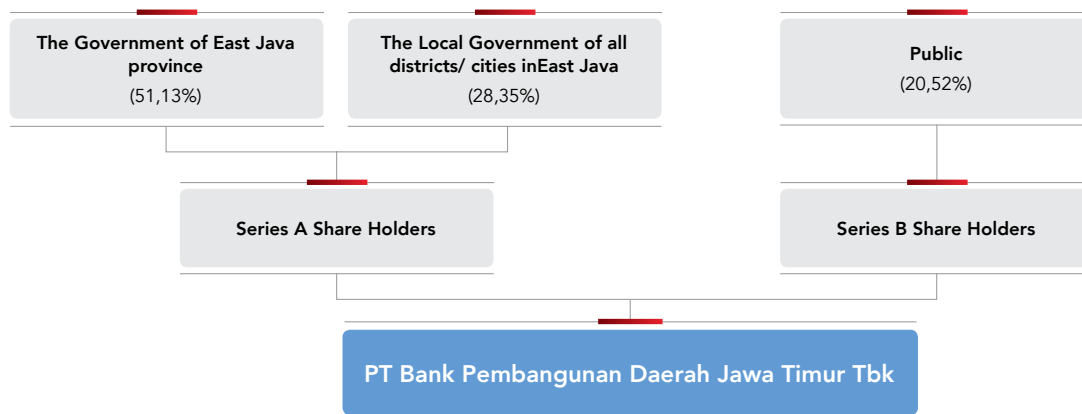 The Government of East Java
province
(51,13%)
The Local Government of all
districts/ cities inEast Java
(28,35%)
Public
(20,52%)
Series A Share Holders
Series B Share Holders
PT Bank Pembangunan Daerah Jawa Timur Tbk